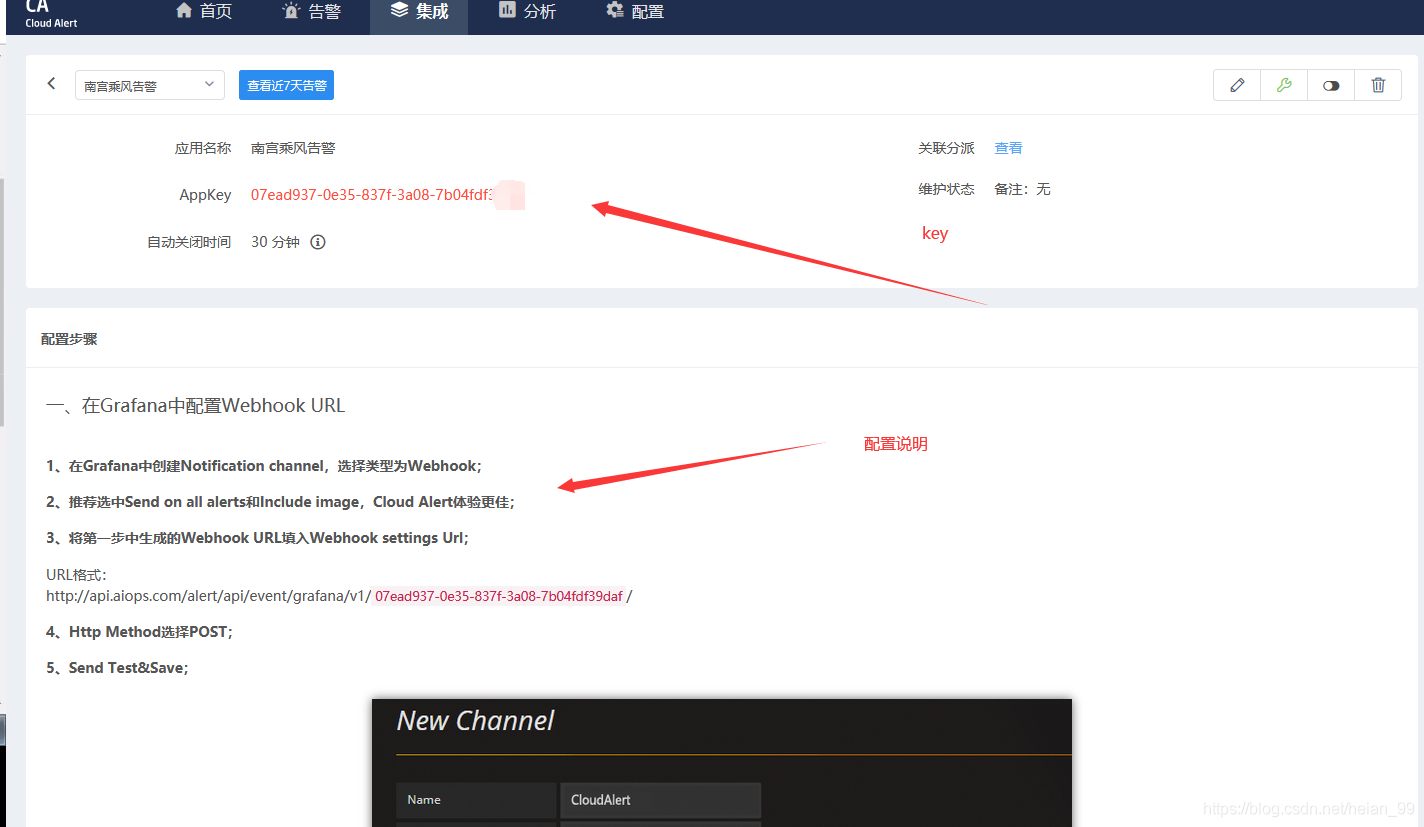 CA
Cloud Alert
首页
告警
集成
分析
配置
南宫乘风告警
查看近7天告警
应用名称 南宫乘风告警
关联分派 查看
AppKey 07ead937-0e35-837f-3a08-7b04fdf3
维护状态 备注：无
key
自动关闭时间 30 分钟
配置步骤
一、在Grafana中配置Webhook URL
配置说明
1、在Grafana中创建Notification channel，选择类型为Webhook；
2、推荐选中Send on all alerts和Include image，Cloud Alert体验更佳；
3、将第一步中生成的Webhook URL填入Webhook settings Url；
URL格式：
http://api.aiops.com/alert/api/event/grafana/v1/ 07ead937-0e35-837f-3a08-7b04fdf39daf /
4、Http Method选择POST；
5、Send Test&Save；
New Channel
Name CloudAlert
https://blog.csdn.net/heian_99